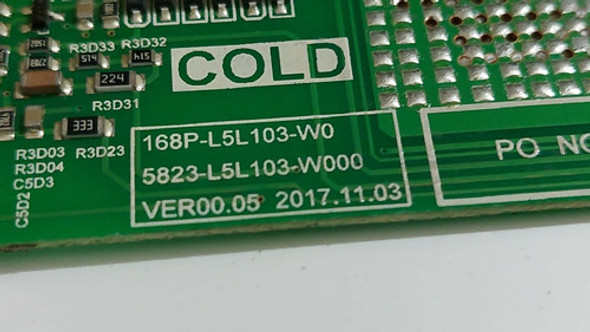 R3D33 R3D32
514
224
R3D31
333
R3D03 R3D23
R3D04
C5D3
C5D2
COLD
168P-L5L103-W0
5823-L5L103-W000
VER00.05 2017.11.03
PO NO